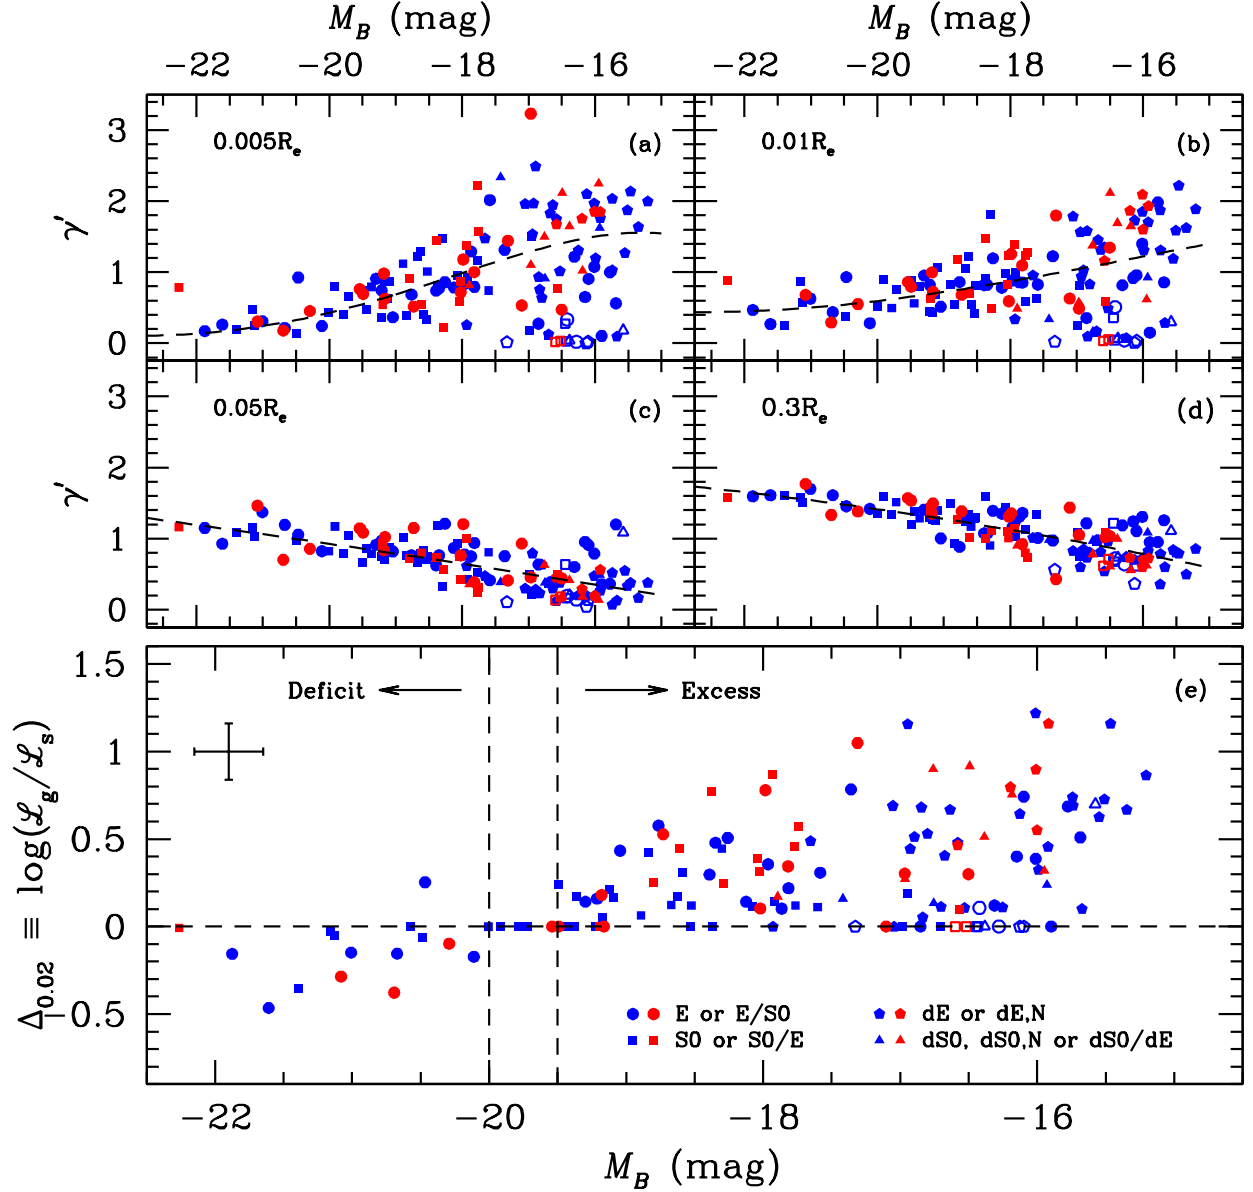 M_B (mag) M_B (mag)
−22 −20 −18 −16 −22 −20 −18 −16
3 0.005R_e (a) 0.01R_e (b)
2
γ′
1
0
3 0.05R_e (c) 0.3R_e (d)
2
γ′
1
0
1.5
Deficit Excess (e)
1
0.5
0
−0.5
Δ_0.02 ≡ log(ℒ_g/ℒ_s)
E or E/S0 dE or dE,N
S0 or S0/E dS0, dS0,N or dS0/dE
−22 −20 −18 −16
M_B (mag)